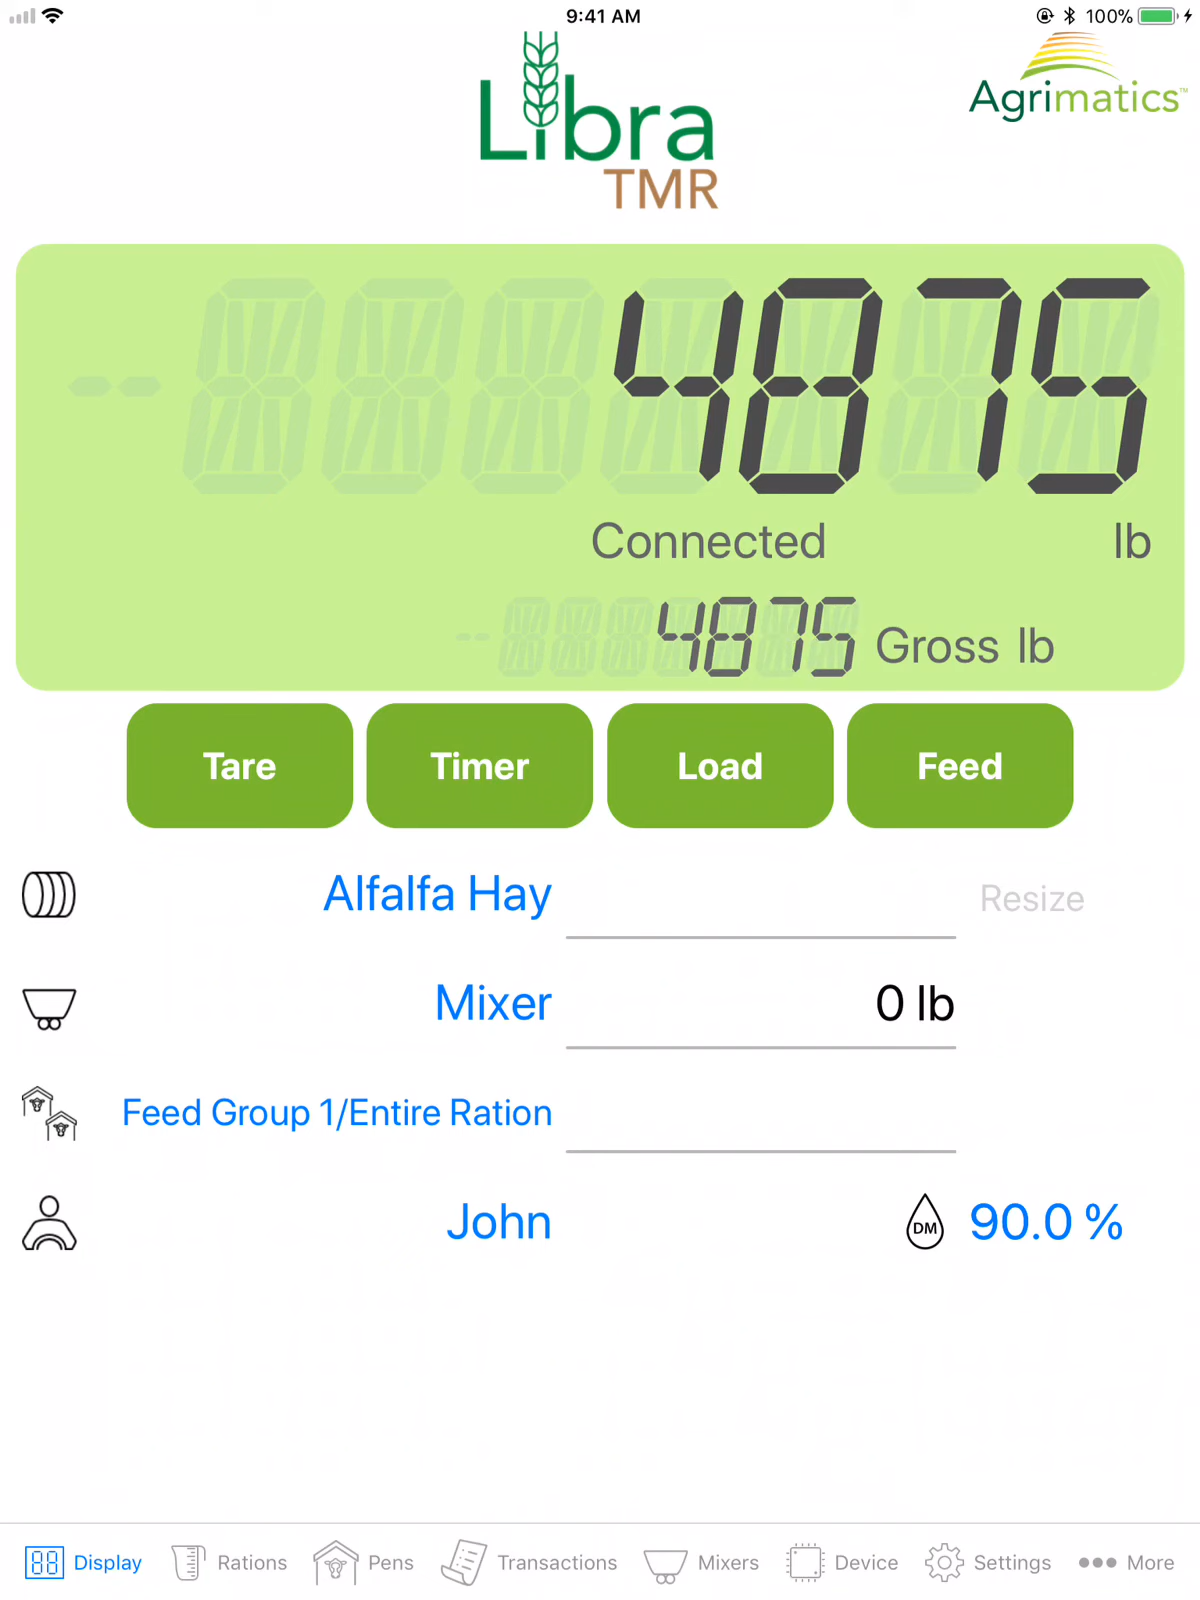 9:41 AM 100%
Libra
TMR
Agrimatics™
4875
Connected lb
4875 Gross lb
Tare Timer Load Feed
Alfalfa Hay Resize
Mixer 0 lb
Feed Group 1/Entire Ration
John DM 90.0 %
Display Rations Pens Transactions Mixers Device Settings More